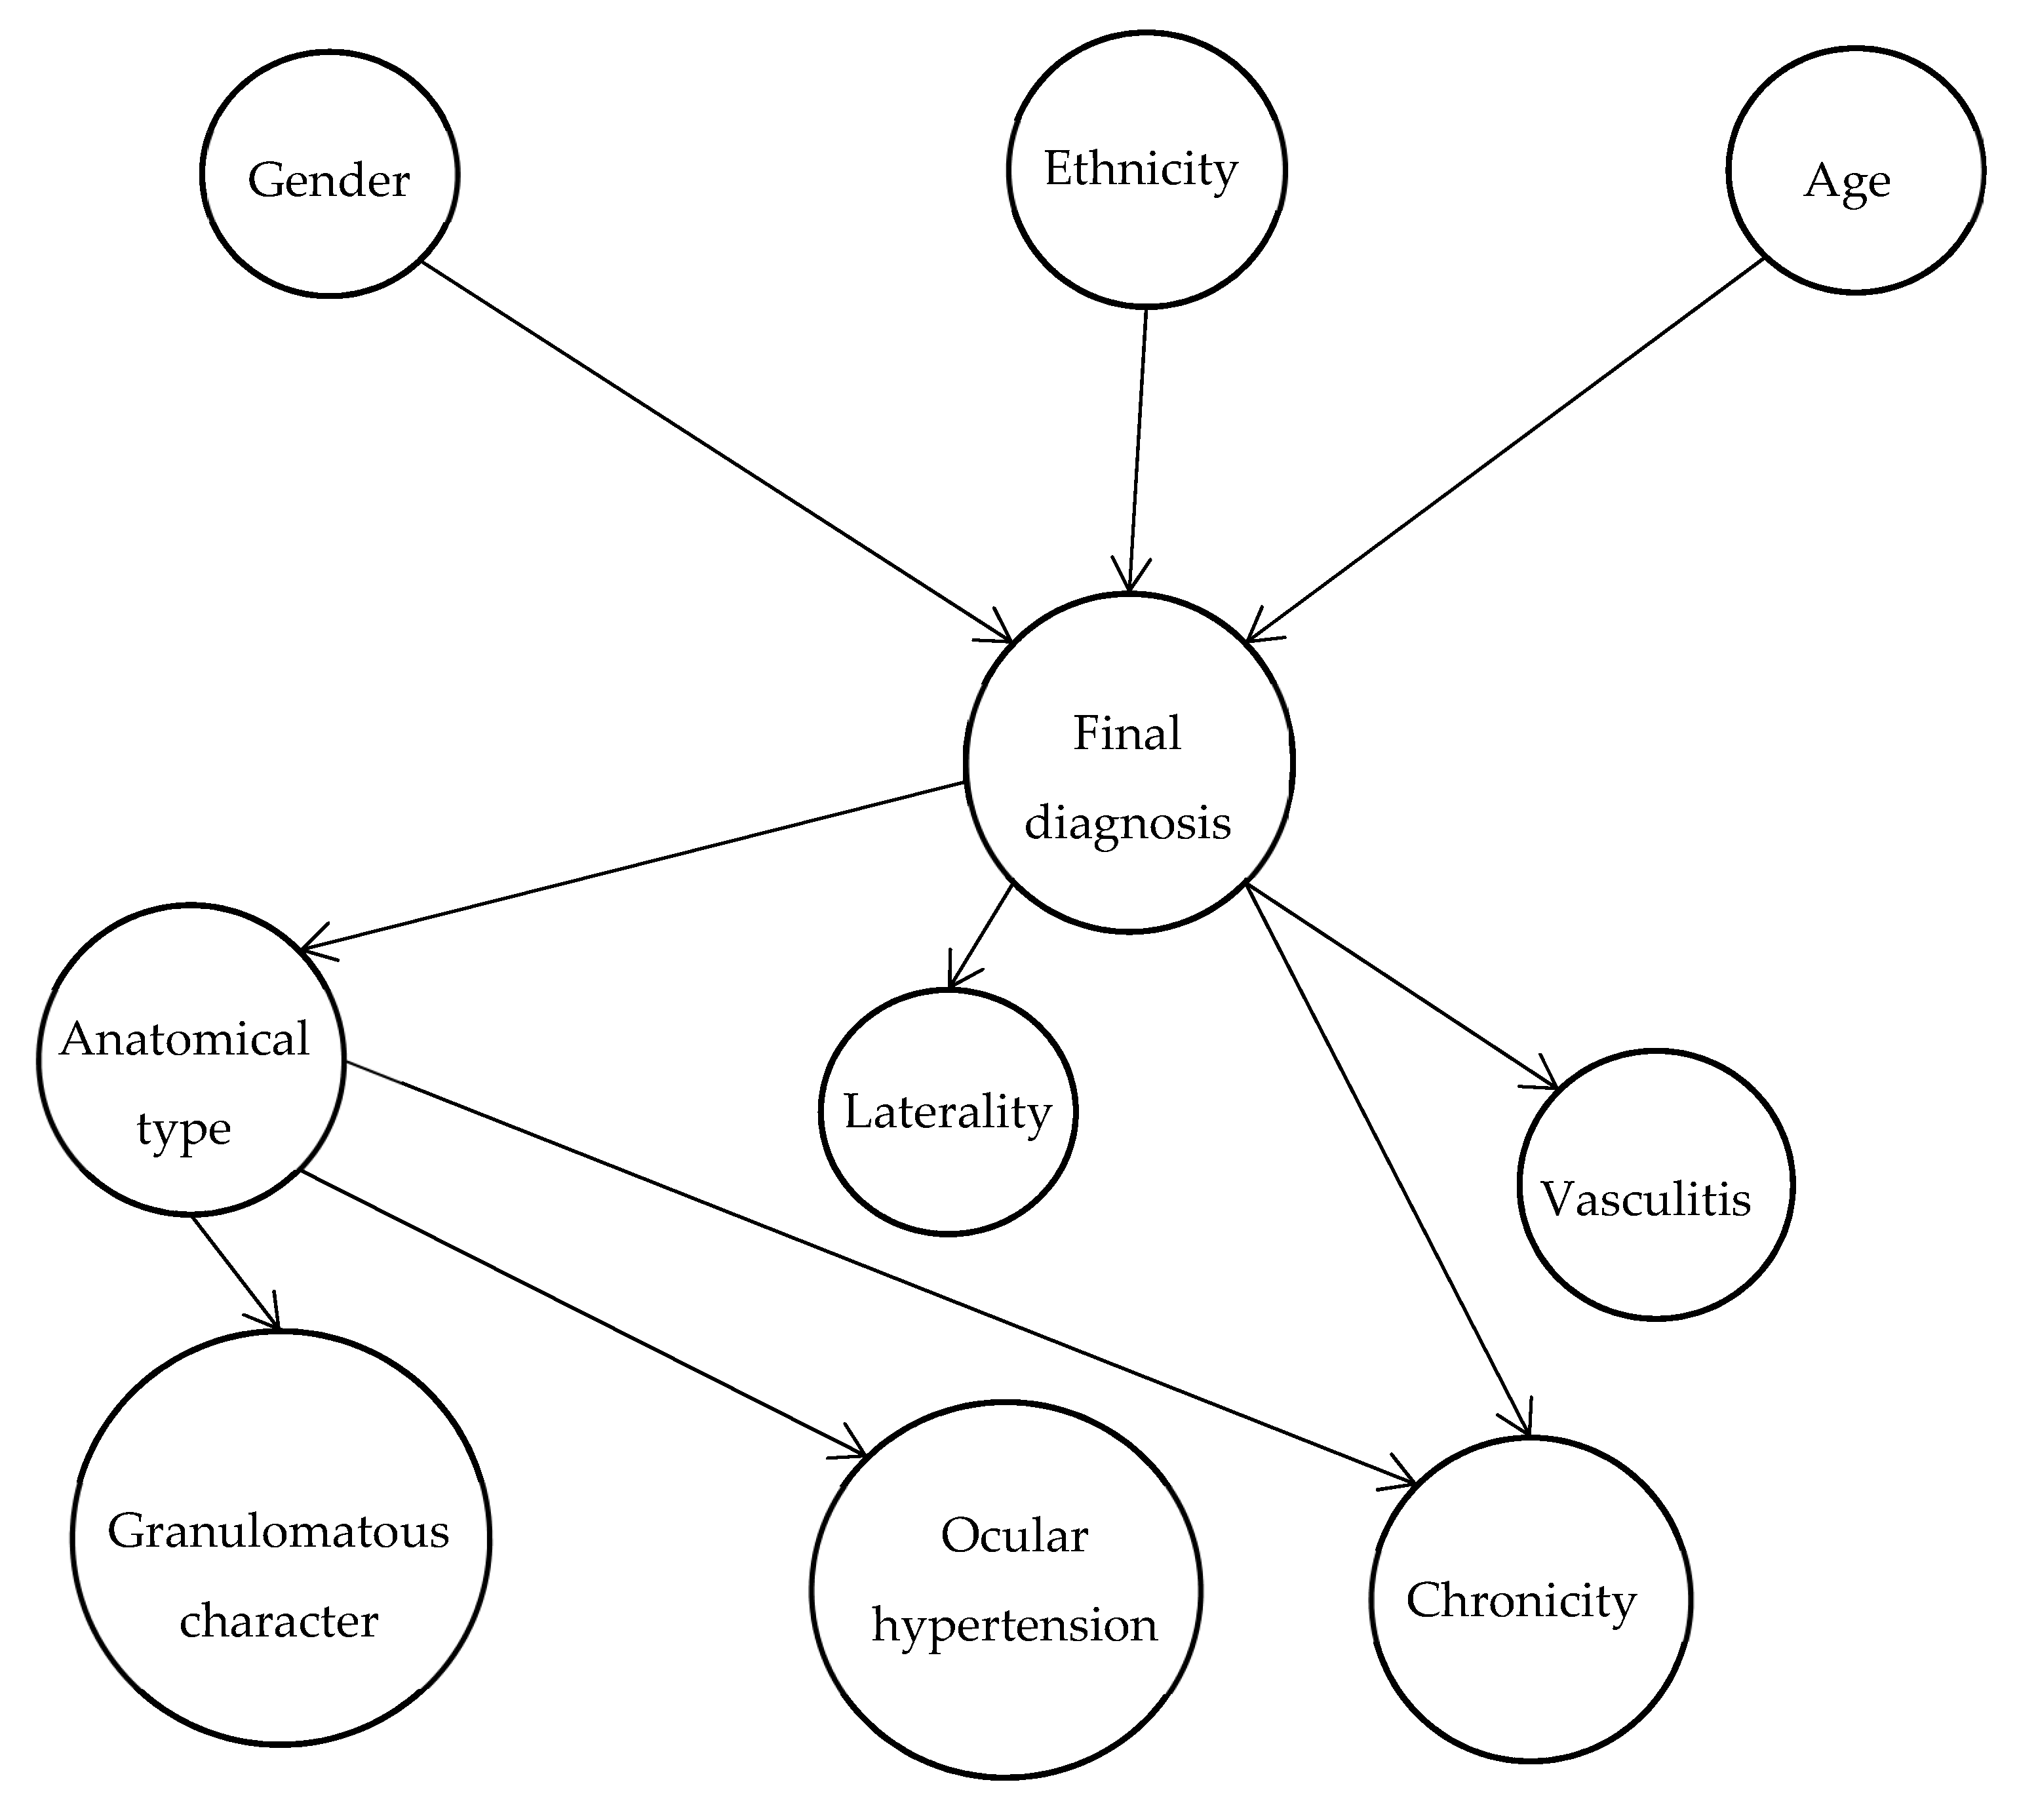 Gender
Ethnicity
Age
Final
diagnosis
Anatomical
type
Laterality
Vasculitis
Granulomatous
character
Ocular
hypertension
Chronicity